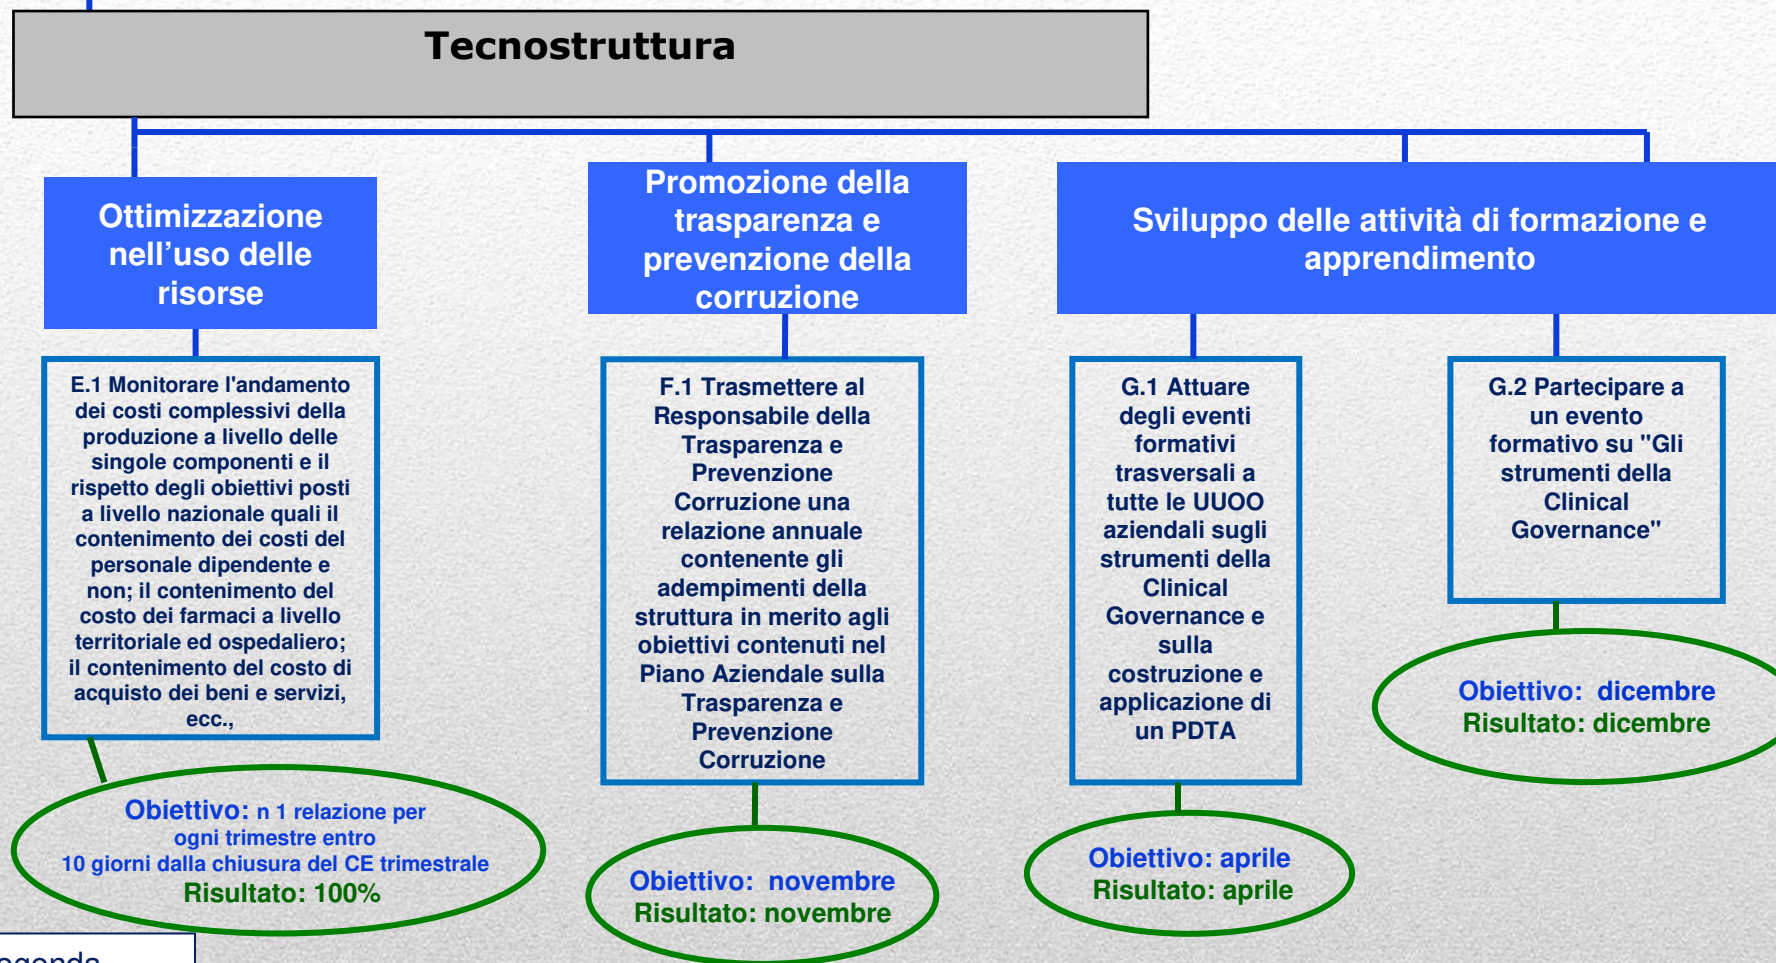 Tecnostruttura
Ottimizzazione
nell'uso delle
risorse
Promozione della
trasparenza e
prevenzione della
corruzione
Sviluppo delle attività di formazione e
apprendimento
E.1 Monitorare l'andamento
dei costi complessivi della
produzione a livello delle
singole componenti e il
rispetto degli obiettivi posti
a livello nazionale quali il
contenimento dei costi del
personale dipendente e
non; il contenimento del
costo dei farmaci a livello
territoriale ed ospedaliero;
il contenimento del costo di
acquisto dei beni e servizi,
ecc.,
F.1 Trasmettere al
Responsabile della
Trasparenza e
Prevenzione
Corruzione una
relazione annuale
contenente gli
adempimenti della
struttura in merito agli
obiettivi contenuti nel
Piano Aziendale sulla
Trasparenza e
Prevenzione
Corruzione
G.1 Attuare
degli eventi
formativi
trasversali a
tutte le UUOO
aziendali sugli
strumenti della
Clinical
Governance e
sulla
costruzione e
applicazione di
un PDTA
G.2 Partecipare a
un evento
formativo su "Gli
strumenti della
Clinical
Governance"
Obiettivo: n 1 relazione per
ogni trimestre entro
10 giorni dalla chiusura del CE trimestrale
Risultato: 100%
Obiettivo: novembre
Risultato: novembre
Obiettivo: aprile
Risultato: aprile
Obiettivo: dicembre
Risultato: dicembre